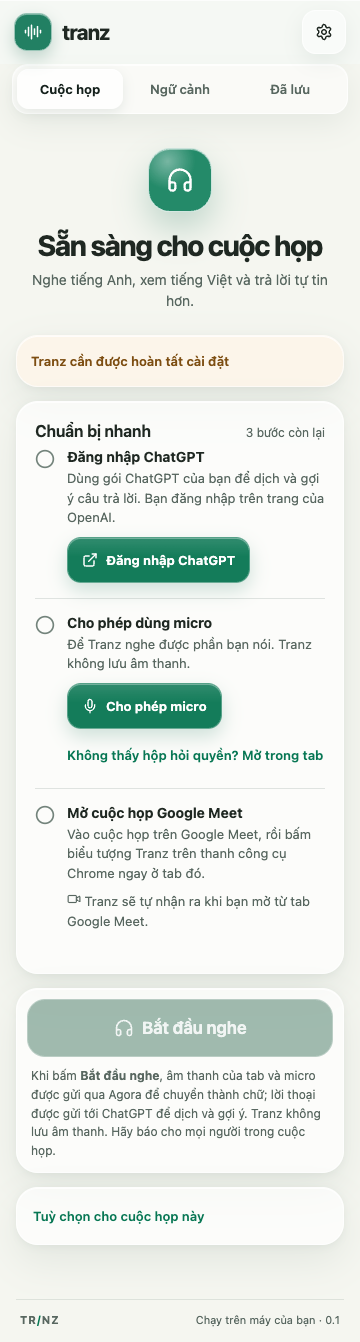 tranz
Cuộc họp
Ngữ cảnh
Đã lưu
Sẵn sàng cho cuộc họp
Nghe tiếng Anh, xem tiếng Việt và trả lời tự tin
hơn.
Tranz cần được hoàn tất cài đặt
Chuẩn bị nhanh
3 bước còn lại
Đăng nhập ChatGPT
Dùng gói ChatGPT của bạn để dịch và gợi
ý câu trả lời. Bạn đăng nhập trên trang của
OpenAI.
Đăng nhập ChatGPT
Cho phép dùng micro
Để Tranz nghe được phần bạn nói. Tranz
không lưu âm thanh.
Cho phép micro
Không thấy hộp hỏi quyền? Mở trong tab
Mở cuộc họp Google Meet
Vào cuộc họp trên Google Meet, rồi bấm
biểu tượng Tranz trên thanh công cụ
Chrome ngay ở tab đó.
Tranz sẽ tự nhận ra khi bạn mở từ tab
Google Meet.
Bắt đầu nghe
Khi bấm Bắt đầu nghe, âm thanh của tab và micro
được gửi qua Agora để chuyển thành chữ; lời thoại
được gửi tới ChatGPT để dịch và gợi ý. Tranz không
lưu âm thanh. Hãy báo cho mọi người trong cuộc
họp.
Tuỳ chọn cho cuộc họp này
TR/NZ
Chạy trên máy của bạn · 0.1